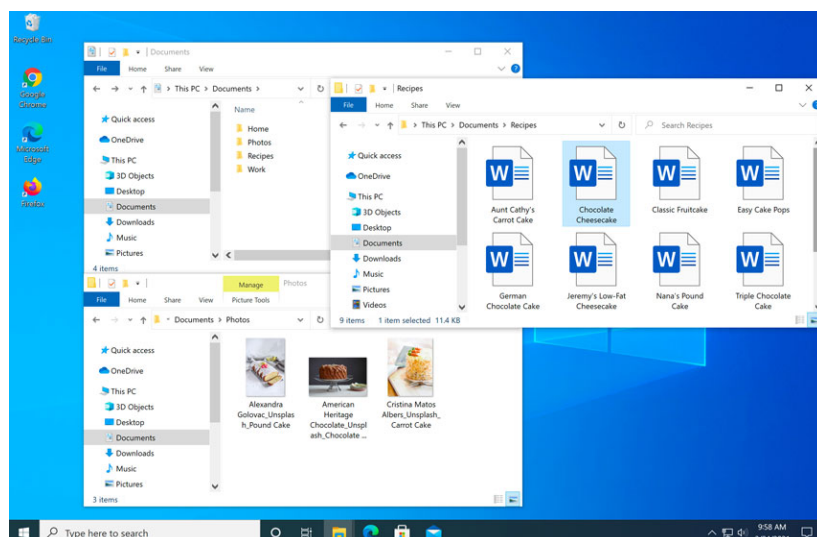 Recycle Bin
Google
Chrome
Microsoft
Edge
Firefox
Documents
File Home Share View
This PC > Documents >
Name
Quick access
OneDrive
This PC
3D Objects
Desktop
Documents
Downloads
Music
Pictures
Home
Photos
Recipes
Work
4 items
Recipes
File Home Share View
> This PC > Documents > Recipes
Search Recipes
Quick access
OneDrive
This PC
3D Objects
Desktop
Documents
Downloads
Music
Pictures
Videos
Aunt Cathy's
Carrot Cake
Chocolate
Cheesecake
Classic Fruitcake
Easy Cake Pops
German
Chocolate Cake
Jeremy's Low-Fat
Cheesecake
Nana's Pound
Cake
Triple Chocolate
Cake
9 items 1 item selected 11.4 KB
Manage Photos
File Home Share View Picture Tools
Documents > Photos
Quick access
OneDrive
This PC
3D Objects
Desktop
Documents
Downloads
Music
Pictures
Alexandra
Golovac_Unsplas
h_Pound Cake
American
Heritage
Chocolate_Unspl
ash_Chocolate ...
Cristina Matos
Albers_Unsplash_
Carrot Cake
3 items
Type here to search
9:58 AM